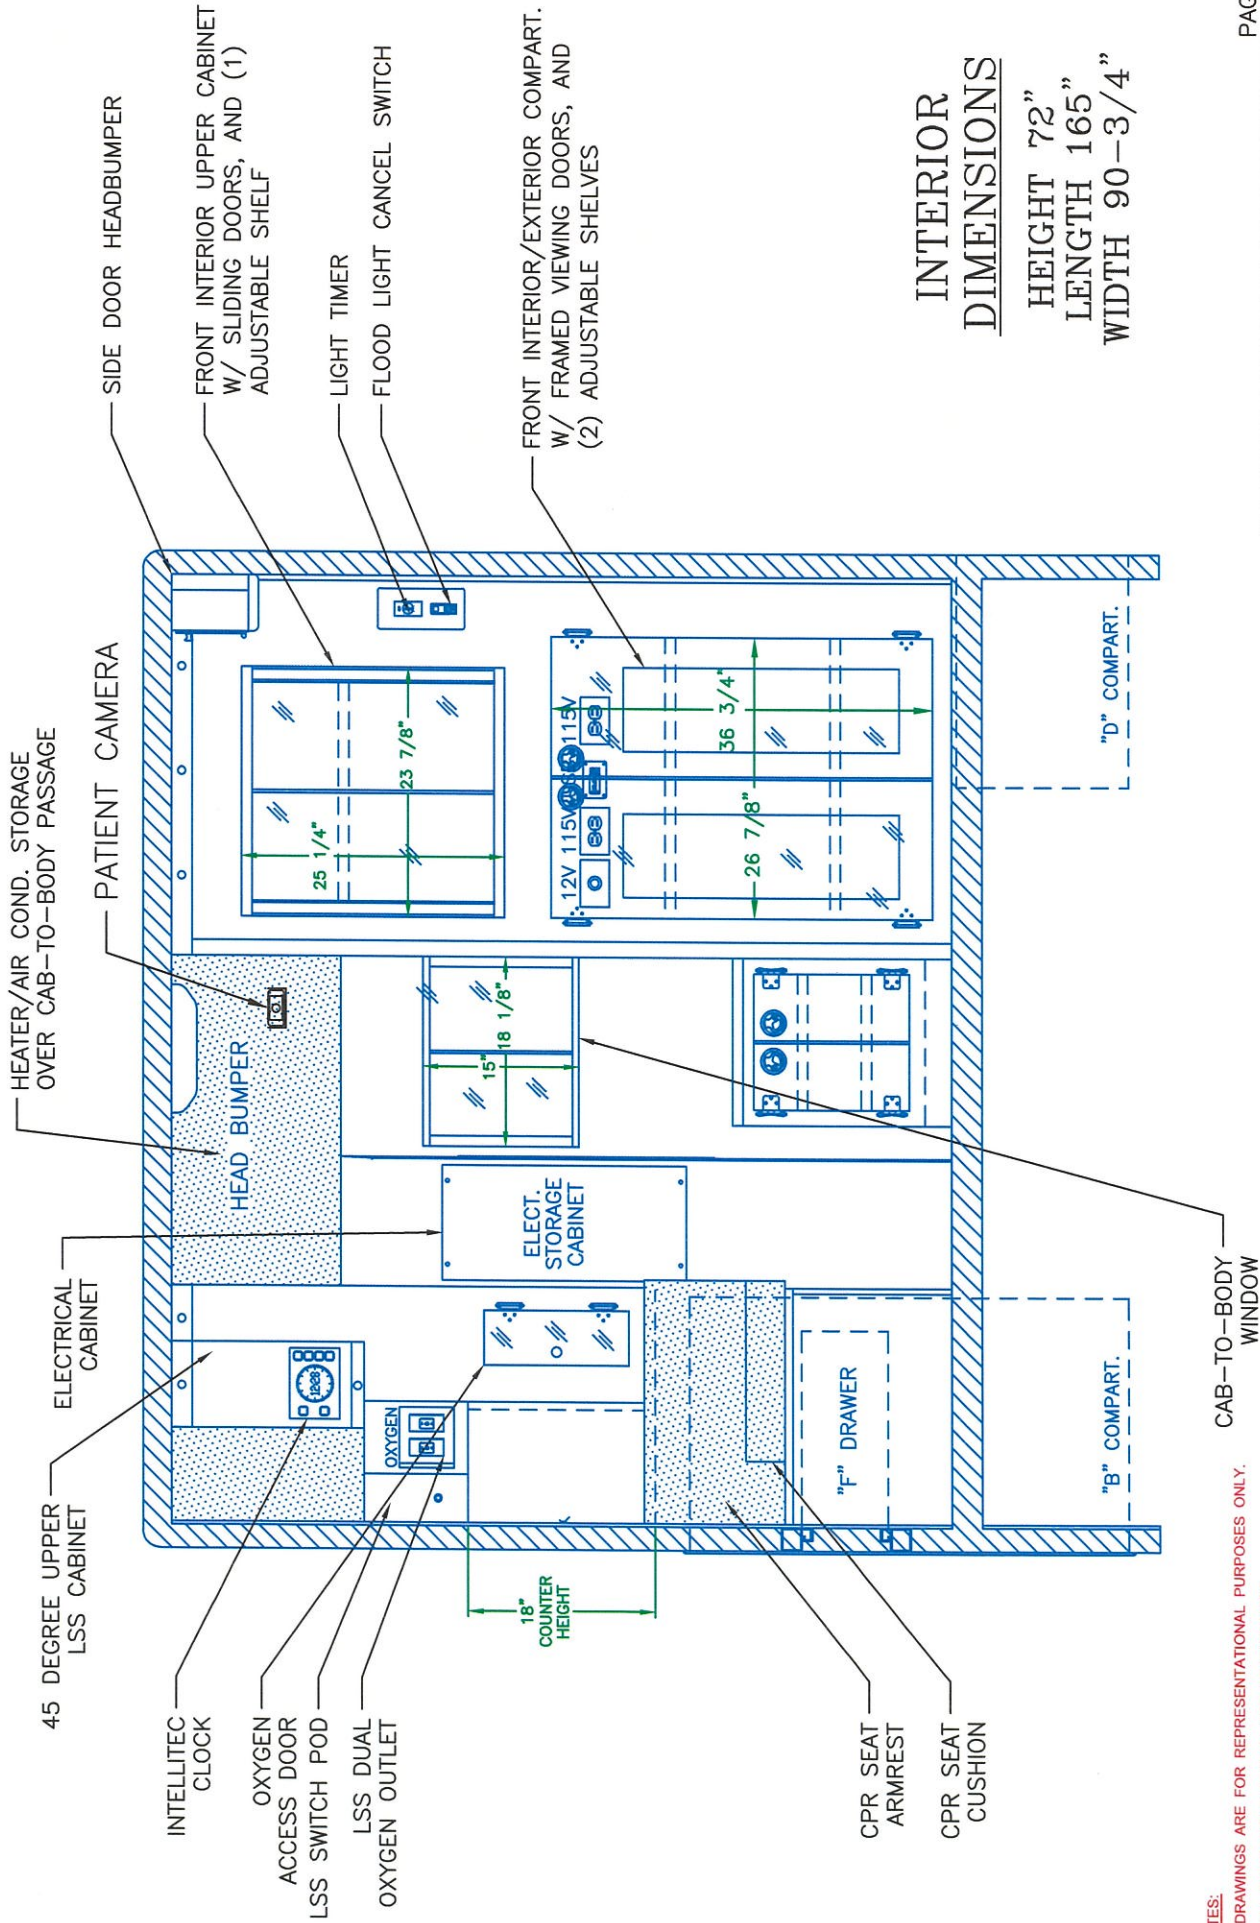 HEATER/AIR COND. STORAGE
OVER CAB-TO-BODY PASSAGE
PATIENT CAMERA
ELECTRICAL
CABINET
45 DEGREE UPPER
LSS CABINET
INTELLITEC
CLOCK
OXYGEN
ACCESS DOOR
LSS SWITCH POD
LSS DUAL
OXYGEN OUTLET
CPR SEAT
ARMREST
CPR SEAT
CUSHION
SIDE DOOR HEADBUMPER
FRONT INTERIOR UPPER CABINET
W/ SLIDING DOORS, AND (1)
ADJUSTABLE SHELF
LIGHT TIMER
FLOOD LIGHT CANCEL SWITCH
FRONT INTERIOR/EXTERIOR COMPART.
W/ FRAMED VIEWING DOORS, AND
(2) ADJUSTABLE SHELVES
HEAD BUMPER
OXYGEN
ELECT.
STORAGE
CABINET
15"
18 1/8"
25 1/4"
23 7/8"
12V 115V
115V
36 3/4"
26 7/8"
18"
COUNTER
HEIGHT
"F" DRAWER
"B" COMPART.
"D" COMPART.
CAB-TO-BODY
WINDOW
INTERIOR
DIMENSIONS
HEIGHT 72"
LENGTH 165"
WIDTH 90-3/4"
TES:
DRAWINGS ARE FOR REPRESENTATIONAL PURPOSES ONLY.
PAG